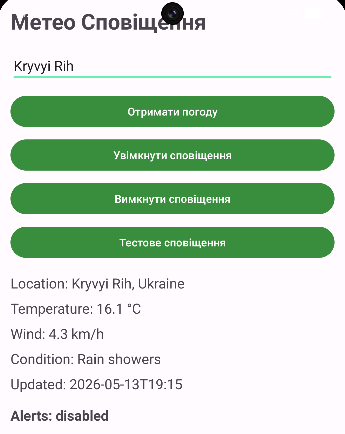 Метео Сповіщення
Kryvyi Rih
Отримати погоду
Увімкнути сповіщення
Вимкнути сповіщення
Тестове сповіщення
Location: Kryvyi Rih, Ukraine
Temperature: 16.1 °C
Wind: 4.3 km/h
Condition: Rain showers
Updated: 2026-05-13T19:15
Alerts: disabled